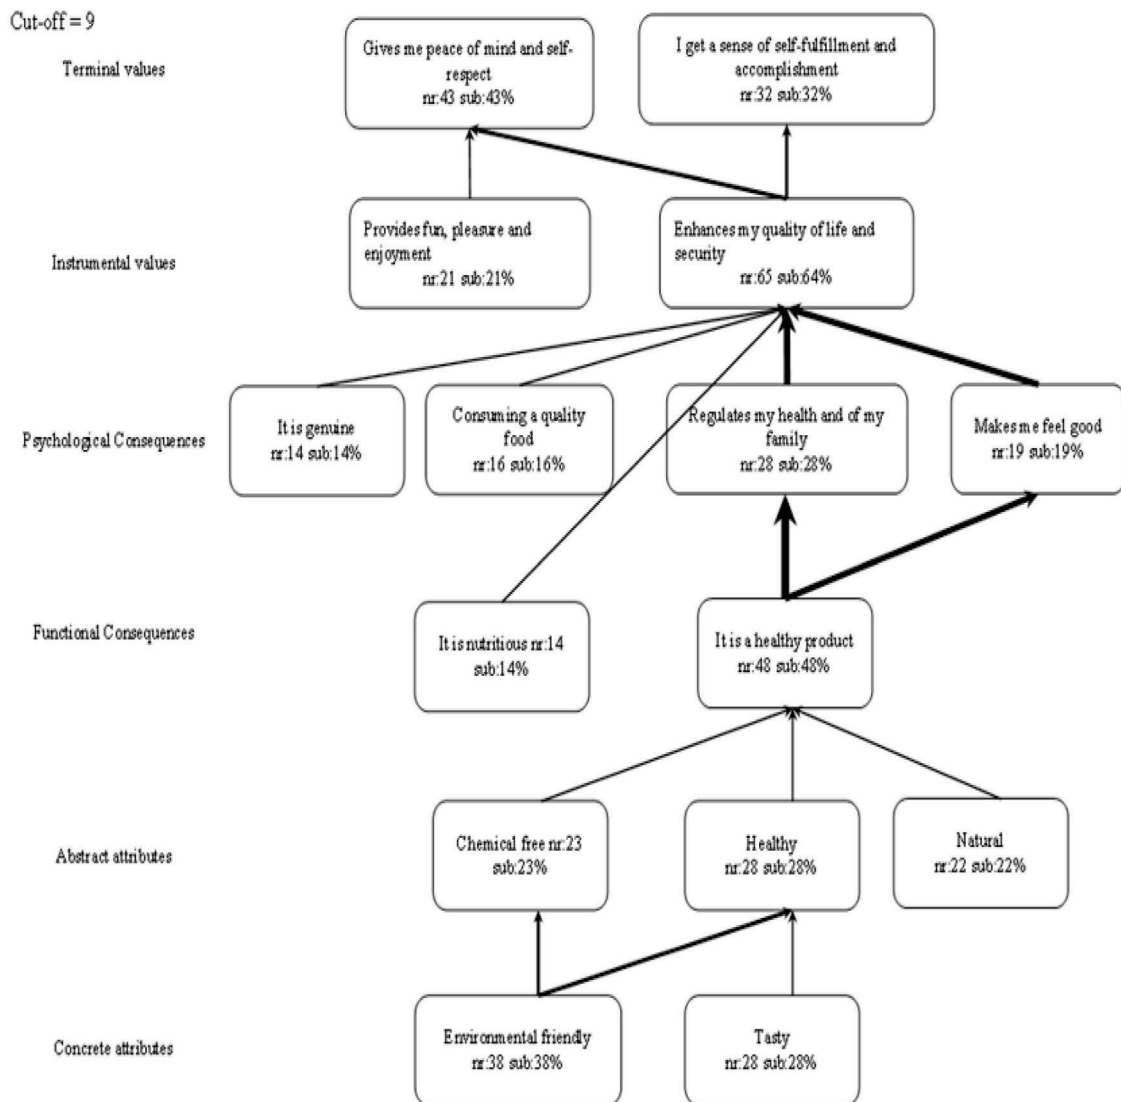 Cut-off = 9
Terminal values
Gives me peace of mind and self-
respect
nr:43 sub:43%
I get a sense of self-fulfillment and
accomplishment
nr:32 sub:32%
Instrumental values
Provides fun, pleasure and
enjoyment
nr:21 sub:21%
Enhances my quality of life and
security
nr:65 sub:64%
Psychological Consequences
It is genuine
nr:14 sub:14%
Consuming a quality
food
nr:16 sub:16%
Regulates my health and of my
family
nr:28 sub:28%
Makes me feel good
nr:19 sub:19%
Functional Consequences
It is nutritious nr:14
sub:14%
It is a healthy product
nr:48 sub:48%
Abstract attributes
Chemical free nr:23
sub:23%
Healthy
nr:28 sub:28%
Natural
nr:22 sub:22%
Concrete attributes
Environmental friendly
nr:38 sub:38%
Tasty
nr:28 sub:28%